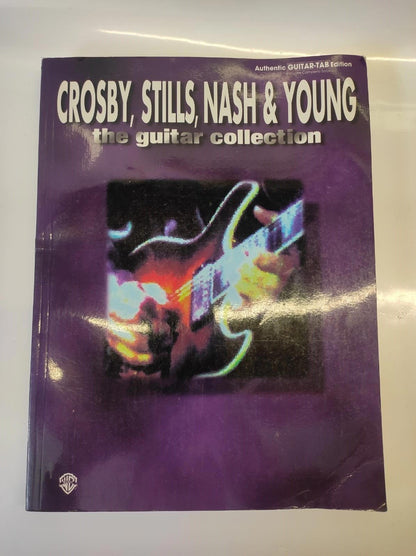 Authentic GUITAR-TAB Edition
CROSBY, STILLS, NASH & YOUNG
the guitar collection